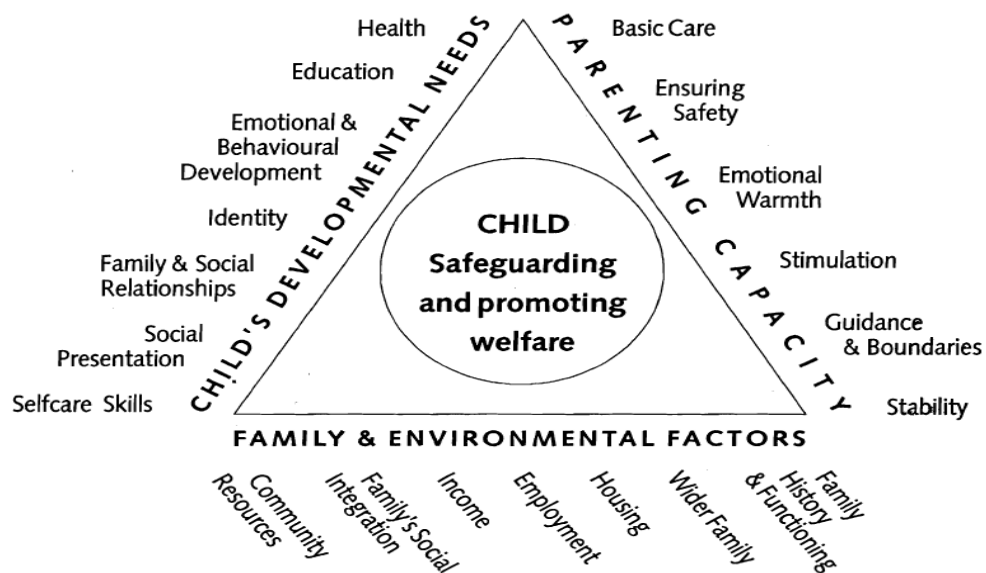 Health
Education
Emotional &
Behavioural
Development
Identity
Family & Social
Relationships
Social
Presentation
Selfcare Skills
CHILD'S DEVELOPMENTAL NEEDS
PARENTING CAPACITY
Basic Care
Ensuring
Safety
Emotional
Warmth
Stimulation
Guidance
& Boundaries
Stability
CHILD
Safeguarding
and promoting
welfare
FAMILY & ENVIRONMENTAL FACTORS
Community
Resources
Family's Social
Integration
Income
Employment
Housing
Wider Family
Family
History
& Functioning